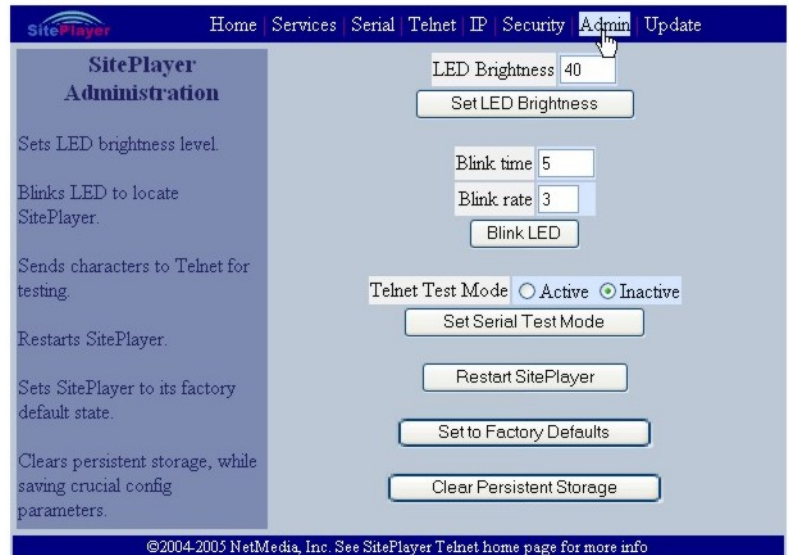 SitePlayer
Home | Services | Serial | Telnet | IP | Security | Admin | Update
SitePlayer
Administration
Sets LED brightness level.
Blinks LED to locate
SitePlayer.
Sends characters to Telnet for
testing.
Restarts SitePlayer.
Sets SitePlayer to its factory
default state.
Clears persistent storage, while
saving crucial config
parameters.
LED Brightness 40
Set LED Brightness
Blink time 5
Blink rate 3
Blink LED
Telnet Test Mode Active Inactive
Set Serial Test Mode
Restart SitePlayer
Set to Factory Defaults
Clear Persistent Storage
©2004-2005 NetMedia, Inc. See SitePlayer Telnet home page for more info